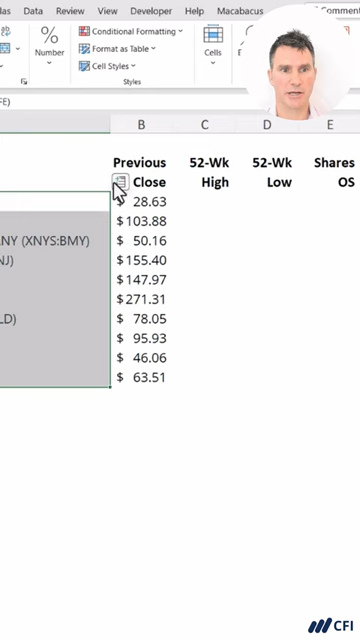 las Data Review View Developer Help Macabacus Comment
Conditional Formatting
Format as Table
Cell Styles
Number
Cells
Styles
FE)
B C D E
Previous 52-Wk 52-Wk Shares
Close High Low OS
$ 28.63
$ 103.88
ANY (XNYS:BMY) $ 50.16
NJ) $ 155.40
$ 147.97
$ 271.31
LD) $ 78.05
$ 95.93
$ 46.06
$ 63.51
CFI